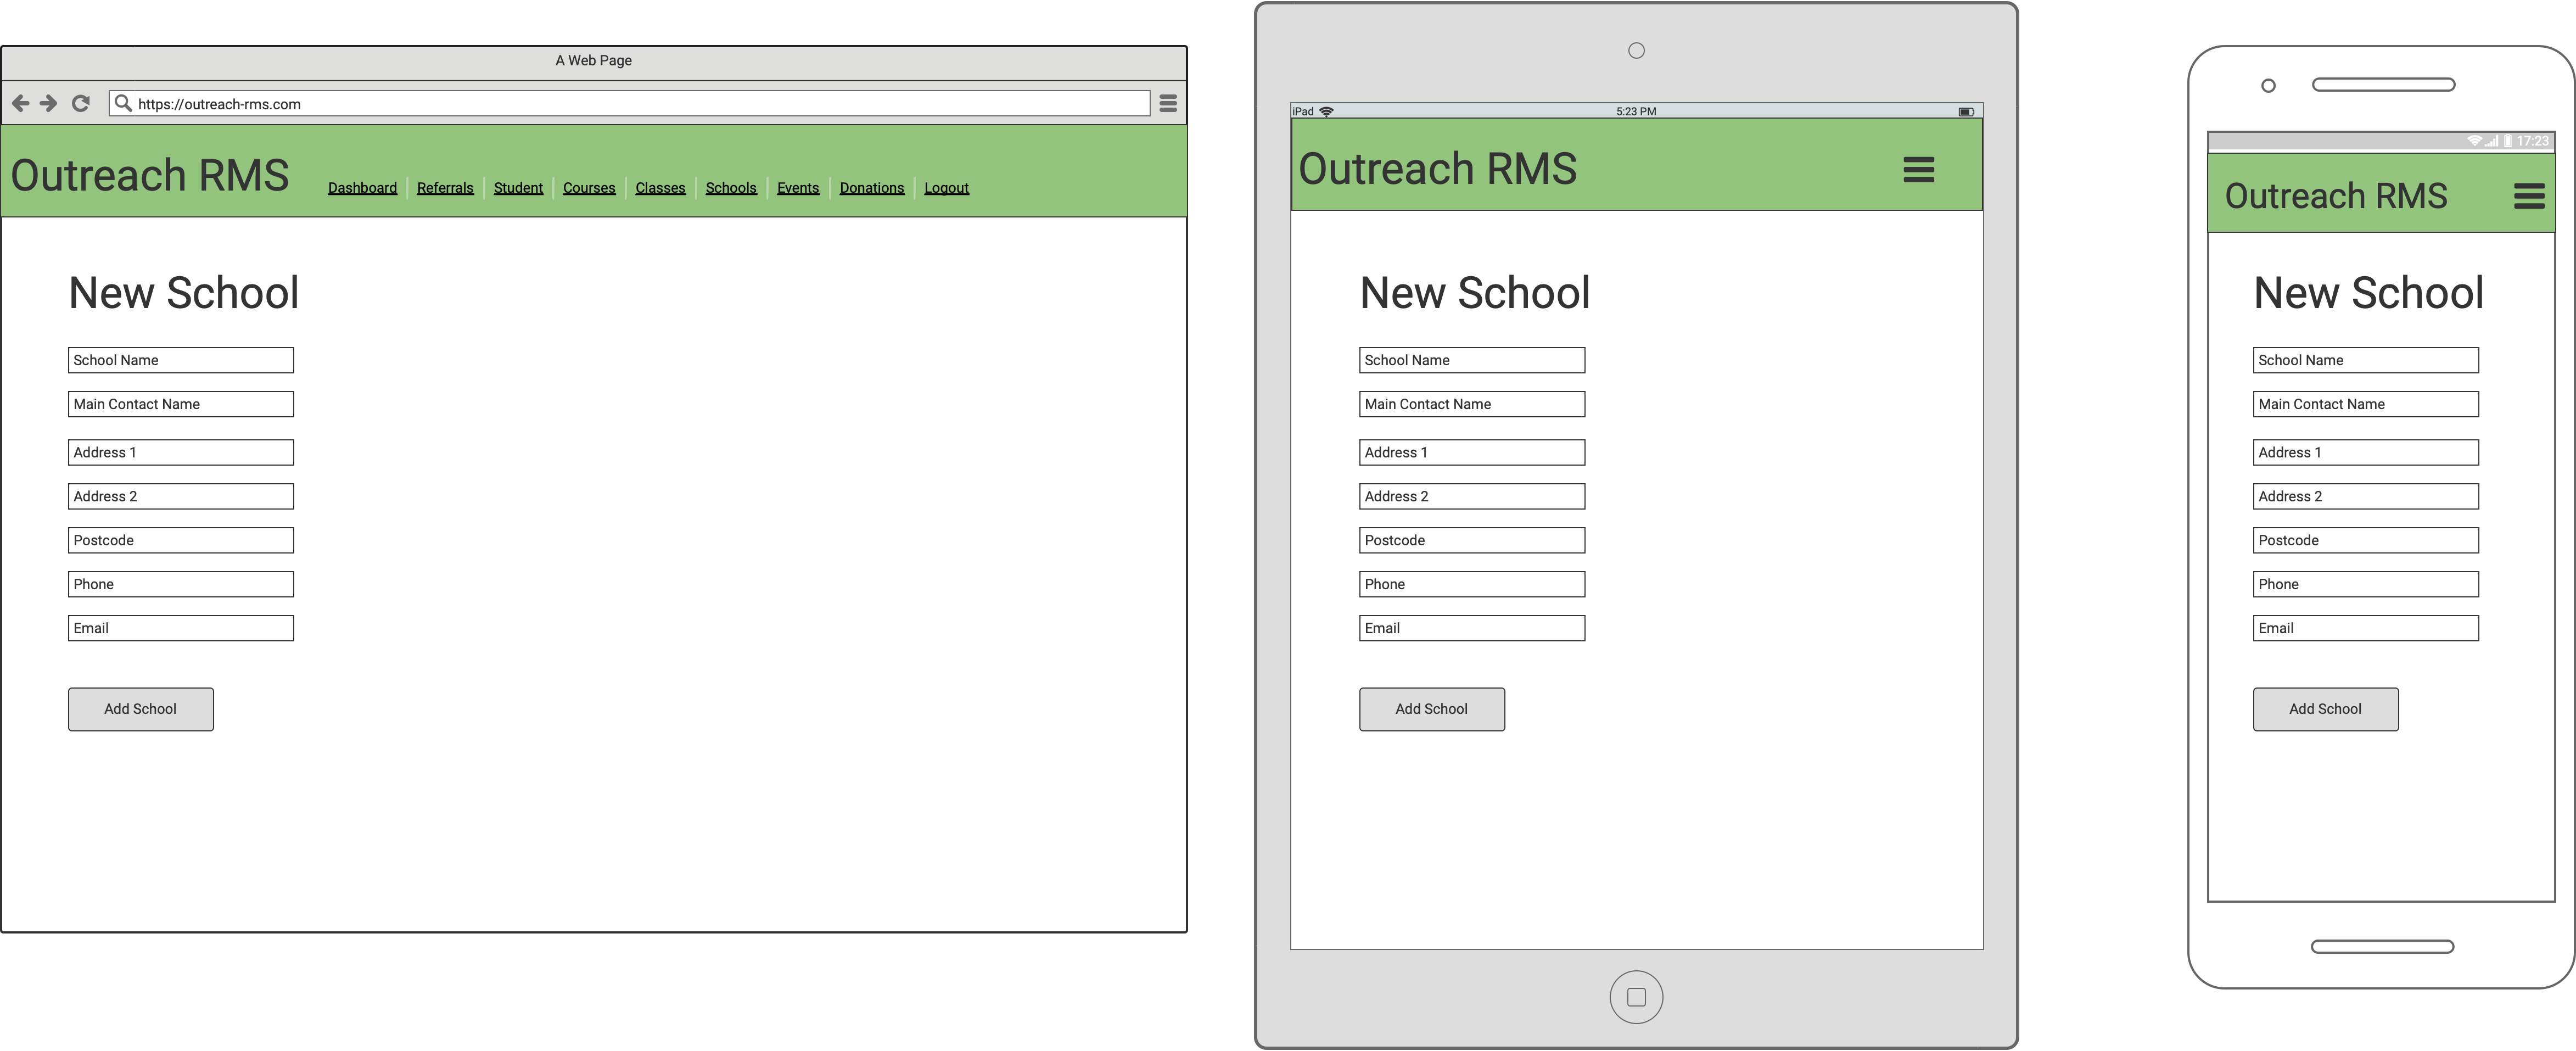 A Web Page
https://outreach-rms.com
Outreach RMS
Dashboard Referrals Student Courses Classes Schools Events Donations Logout
New School
School Name
Main Contact Name
Address 1
Address 2
Postcode
Phone
Email
Add School
iPad 5:23 PM
Outreach RMS
New School
School Name
Main Contact Name
Address 1
Address 2
Postcode
Phone
Email
Add School
17:23
Outreach RMS
New School
School Name
Main Contact Name
Address 1
Address 2
Postcode
Phone
Email
Add School